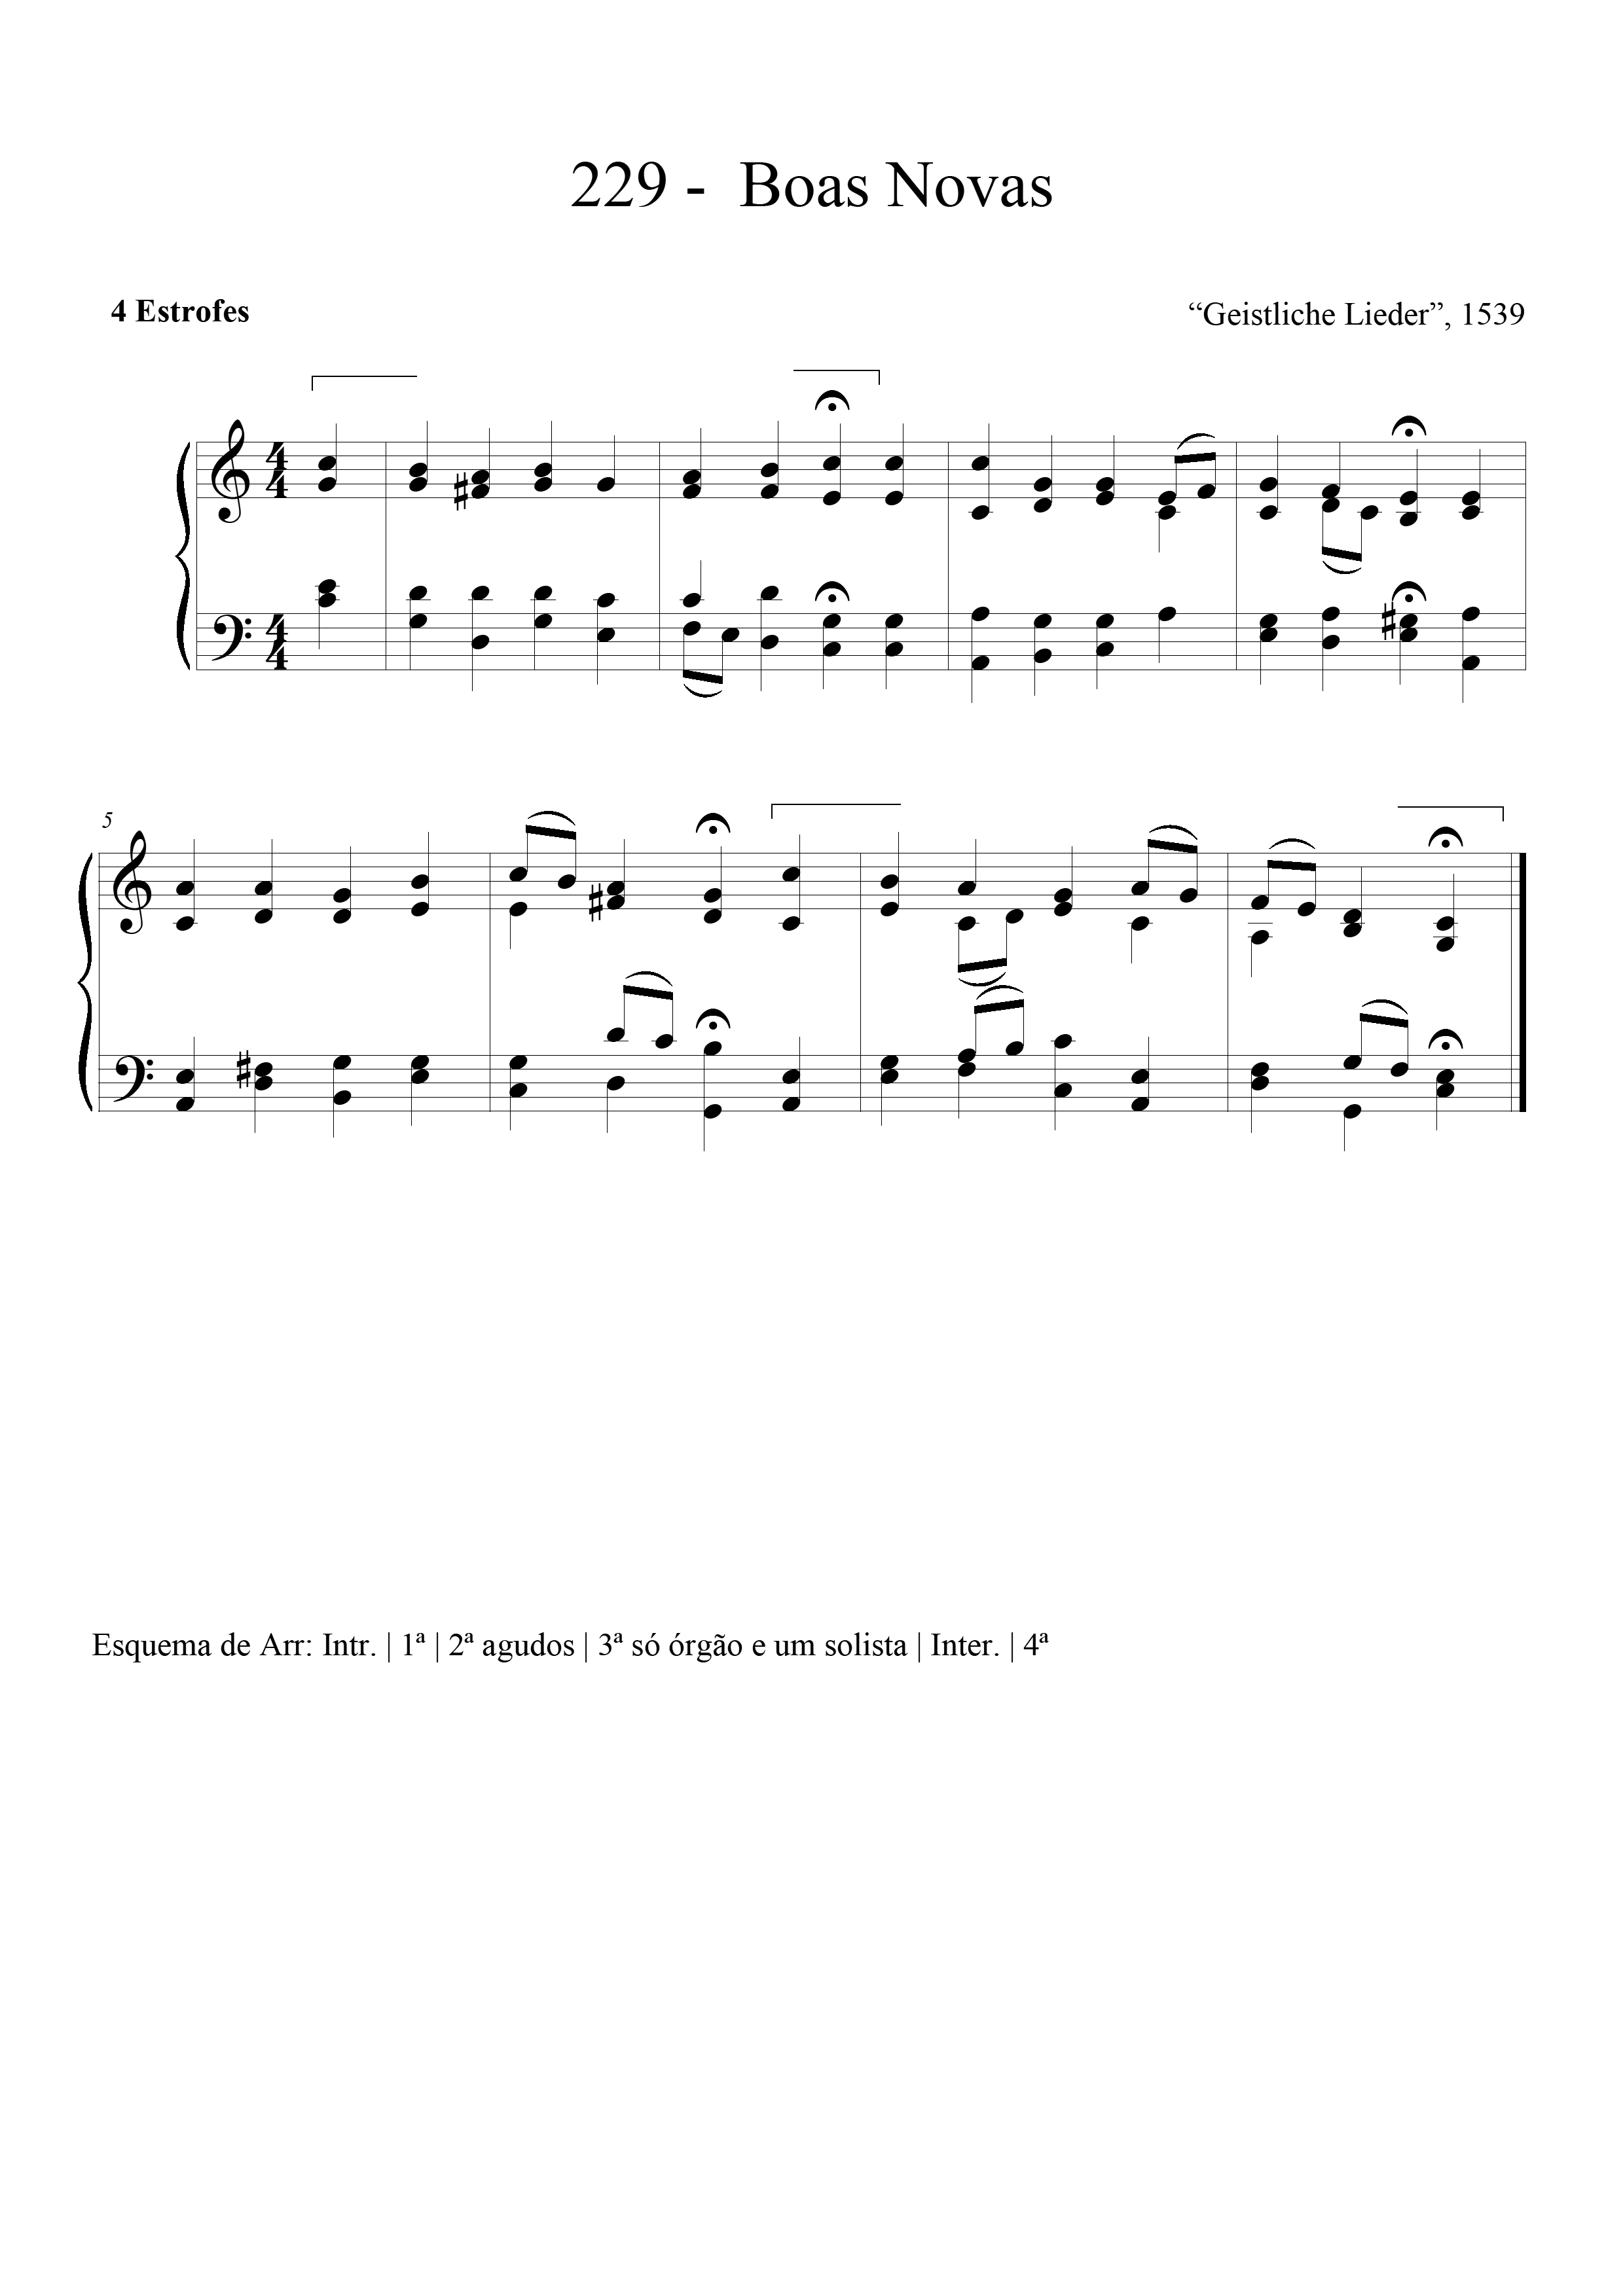 229 - Boas Novas
4 Estrofes
“Geistliche Lieder”, 1539
5
Esquema de Arr: Intr. | 1ª | 2ª agudos | 3ª só órgão e um solista | Inter. | 4ª